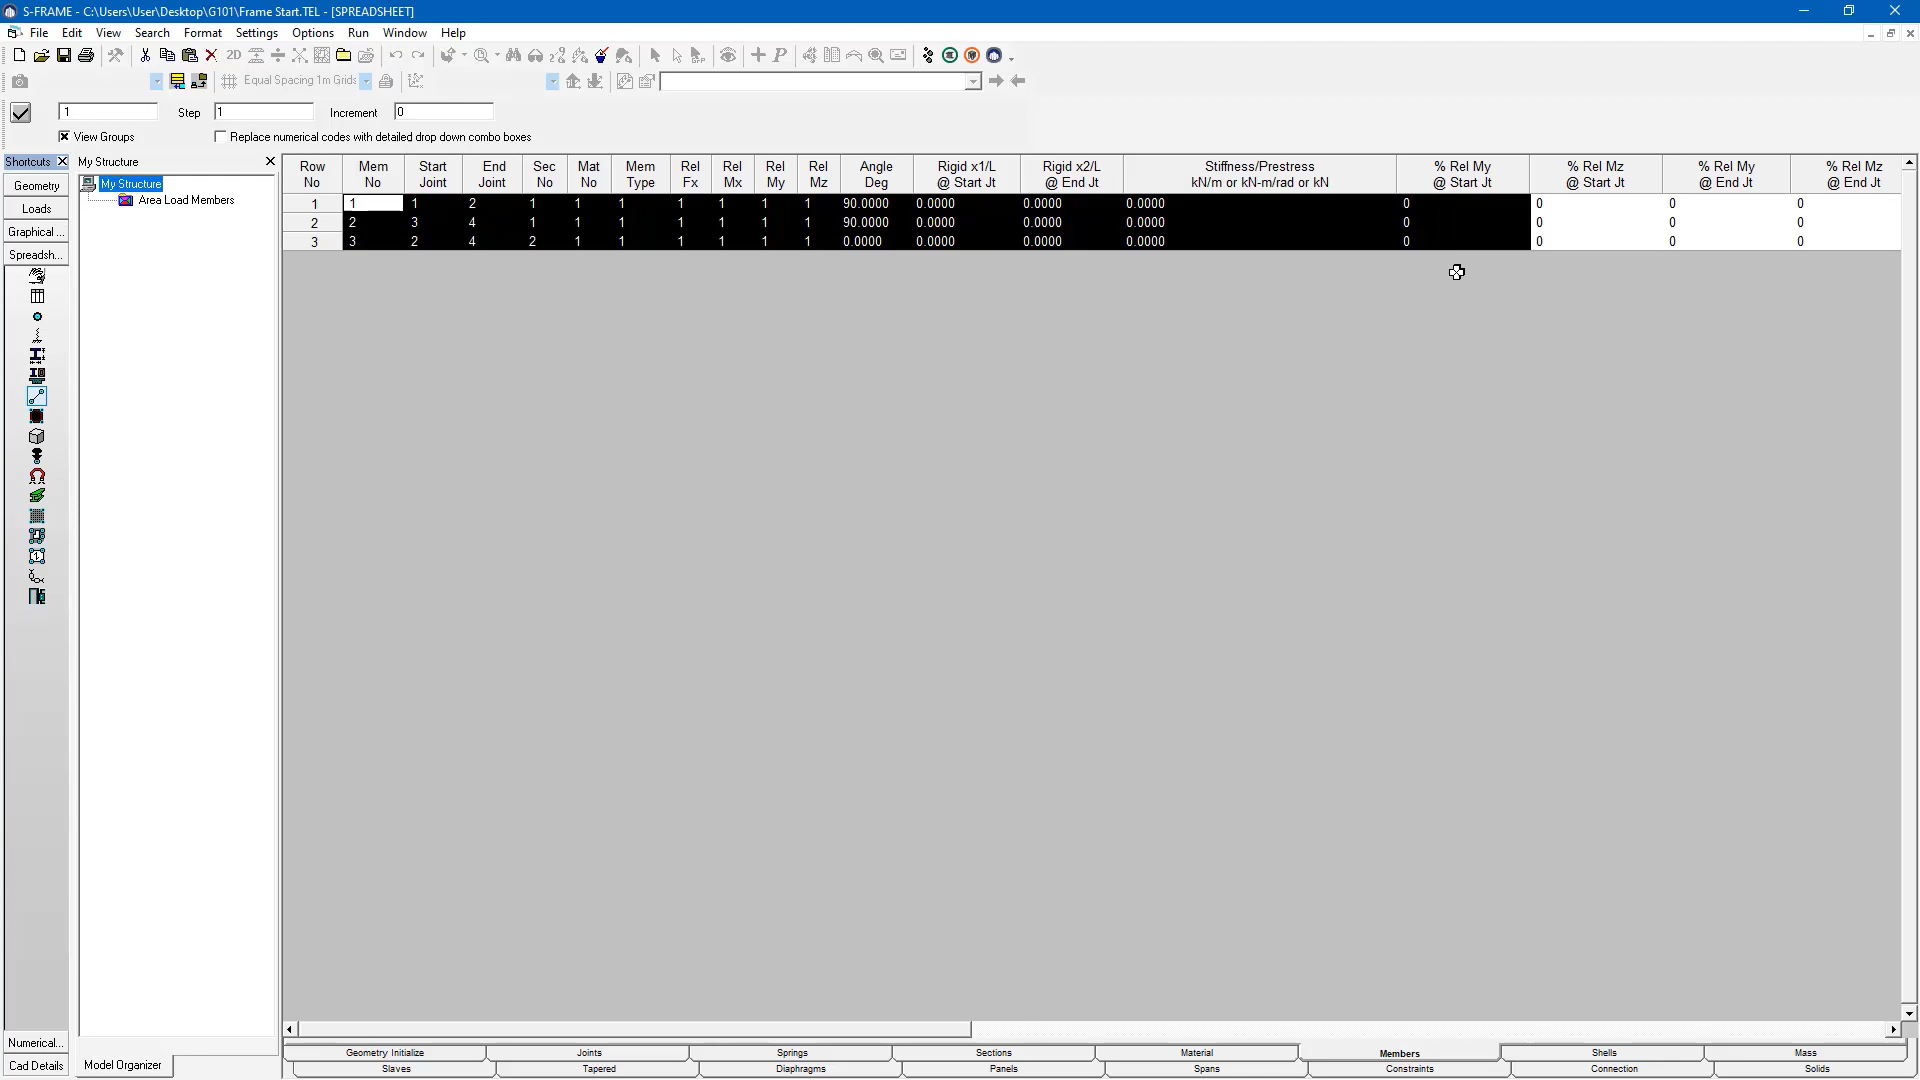 S-FRAME - C:\Users\User\Desktop\G101\Frame Start.TEL - [SPREADSHEET]
File Edit View Search Format Settings Options Run Window Help
2D
Equal Spacing 1m Grids
1 Step 1 Increment 0
View Groups Replace numerical codes with detailed drop down combo boxes
Shortcuts My Structure
Geometry
Loads
Graphical ...
Spreadsh...
Numerical...
Cad Details
My Structure
Area Load Members
Model Organizer
Row Mem Start End Sec Mat Mem Rel Rel Rel Rel Angle Rigid x1/L Rigid x2/L Stiffness/Prestress % Rel My % Rel Mz % Rel My % Rel Mz
No No Joint Joint No No Type Fx Mx My Mz Deg @ Start Jt @ End Jt kN/m or kN-m/rad or kN @ Start Jt @ Start Jt @ End Jt @ End Jt
1 1 1 2 1 1 1 1 1 1 1 90.0000 0.0000 0.0000 0.0000 0 0 0 0
2 2 3 4 1 1 1 1 1 1 1 90.0000 0.0000 0.0000 0.0000 0 0 0 0
3 3 2 4 2 1 1 1 1 1 1 0.0000 0.0000 0.0000 0.0000 0 0 0 0
Geometry Initialize Joints Springs Sections Material Members Shells Mass
Slaves Tapered Diaphragms Panels Spans Constraints Connection Solids